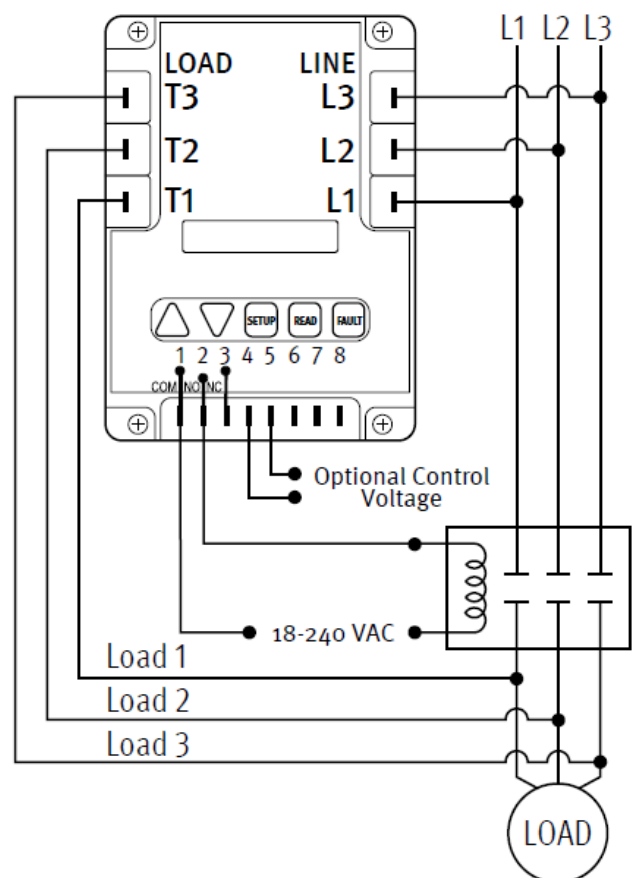 L1 L2 L3
LOAD LINE
T3 L3
T2 L2
T1 L1
SETUP READ FAULT
1 2 3 4 5 6 7 8
COM NO NC
Optional Control
Voltage
18-240 VAC
Load 1
Load 2
Load 3
LOAD